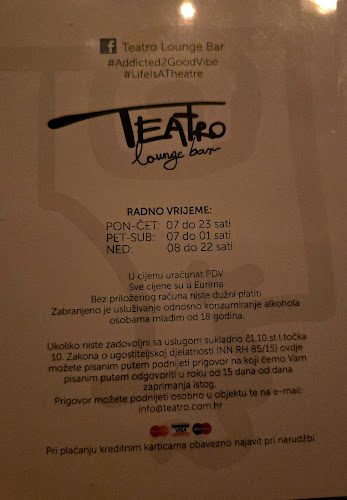 Teatro Lounge Bar
#Addicted2GoodVibe
#LifeIsATheatre
TEATRO
lounge bar
RADNO VRIJEME:
PON-ČET: 07 do 23 sati
PET-SUB: 07 do 01 sati
NED: 08 do 22 sati
U cijenu uračunat PDV
Sve cijene su u Eurima
Bez priloženog računa niste dužni platiti
Zabranjeno je usluživanje odnosno konzumiranje alkohola
osobama mlađim od 18 godina.
Ukoliko niste zadovoljni sa uslugom sukladno čl.10.st.1.točka
10. Zakona o ugostiteljskoj djelatnosti (NN RH 85/15) ovdje
možete pisanim putem podnijeti prigovor na koji ćemo Vam
pisanim putem odgovoriti u roku od 15 dana od dana
zaprimanja istog.
Prigovor možete podnijeti osobno u objektu te na e-mail:
info@teatro.com.hr
VISA
Pri plaćanju kreditnim karticama obavezno najavit pri narudžbi